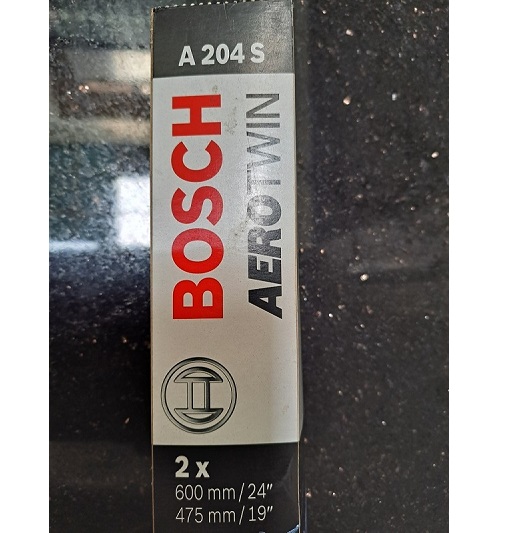 A 204 S
BOSCH
AEROTWIN
2 x
600 mm / 24"
475 mm / 19"